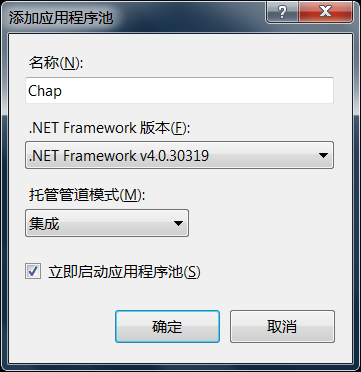 添加应用程序池
名称(N):
Chap
.NET Framework 版本(F):
.NET Framework v4.0.30319
托管管道模式(M):
集成
立即启动应用程序池(S)
确定
取消